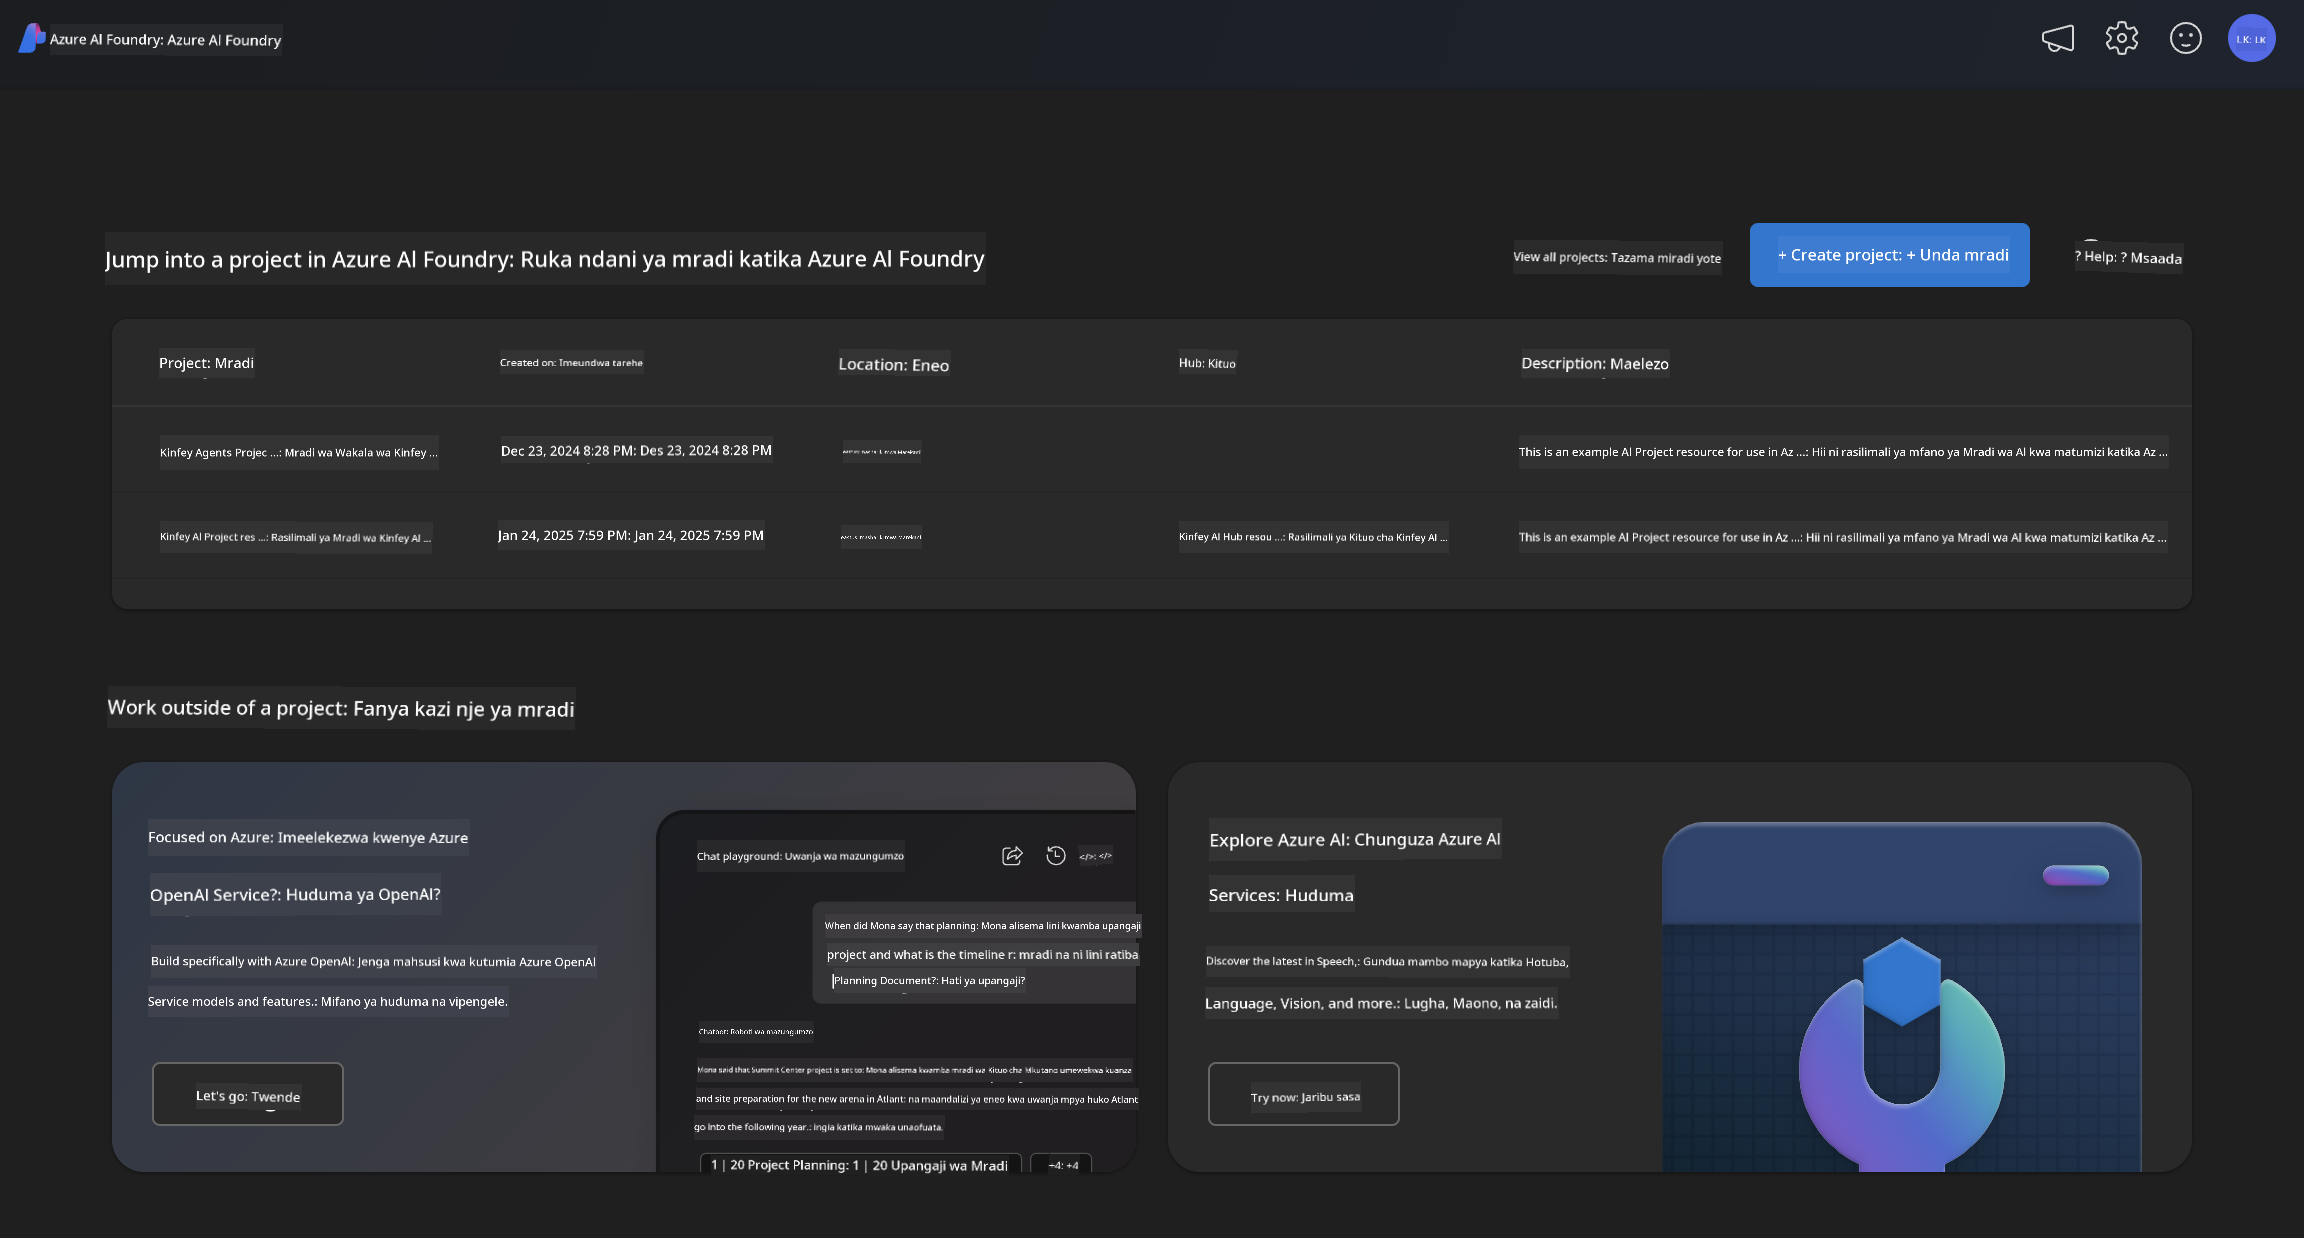 Azure AI Foundry: Azure AI Foundry
LK: LK
Jump into a project in Azure AI Foundry: Ruka ndani ya mradi katika Azure AI Foundry
View all projects: Tazama miradi yote
+ Create project: + Unda mradi
? Help: ? Msaada
Project: Mradi
Created on: Imeundwa tarehe
Location: Eneo
Hub: Kituo
Description: Maelezo
Kinfey Agents Projec ...: Mradi wa Wakala wa Kinfey ...
Dec 23, 2024 8:28 PM: Des 23, 2024 8:28 PM
This is an example AI Project resource for use in Az ...: Hii ni rasilimali ya mfano ya Mradi wa AI kwa matumizi katika Az ...
Kinfey AI Project res ...: Rasilimali ya Mradi wa Kinfey AI ...
Jan 24, 2025 7:59 PM: Jan 24, 2025 7:59 PM
Kinfey AI Hub resou ...: Rasilimali ya Kituo cha Kinfey AI ...
This is an example AI Project resource for use in Az ...: Hii ni rasilimali ya mfano ya Mradi wa AI kwa matumizi katika Az ...
Work outside of a project: Fanya kazi nje ya mradi
Focused on Azure: Imeelekezwa kwenye Azure
OpenAI Service?: Huduma ya OpenAI?
Build specifically with Azure OpenAI: Jenga mahsusi kwa kutumia Azure OpenAI
Service models and features.: Mifano ya huduma na vipengele.
Let's go: Twende
Chat playground: Uwanja wa mazungumzo
</>: </>
When did Mona say that planning: Mona alisema lini kwamba upangaji
project and what is the timeline r: mradi na ni lini ratiba
Planning Document?: Hati ya upangaji?
Chatbot: Roboti wa mazungumzo
Mona said that Summit Center project is set to: Mona alisema kwamba mradi wa Kituo cha Mkutano umewekwa kuanza
and site preparation for the new arena in Atlant: na maandalizi ya eneo kwa uwanja mpya huko Atlant
go into the following year.: ingia katika mwaka unaofuata.
1 | 20 Project Planning: 1 | 20 Upangaji wa Mradi
+4: +4
Explore Azure AI: Chunguza Azure AI
Services: Huduma
Discover the latest in Speech,: Gundua mambo mapya katika Hotuba,
Language, Vision, and more.: Lugha, Maono, na zaidi.
Try now: Jaribu sasa